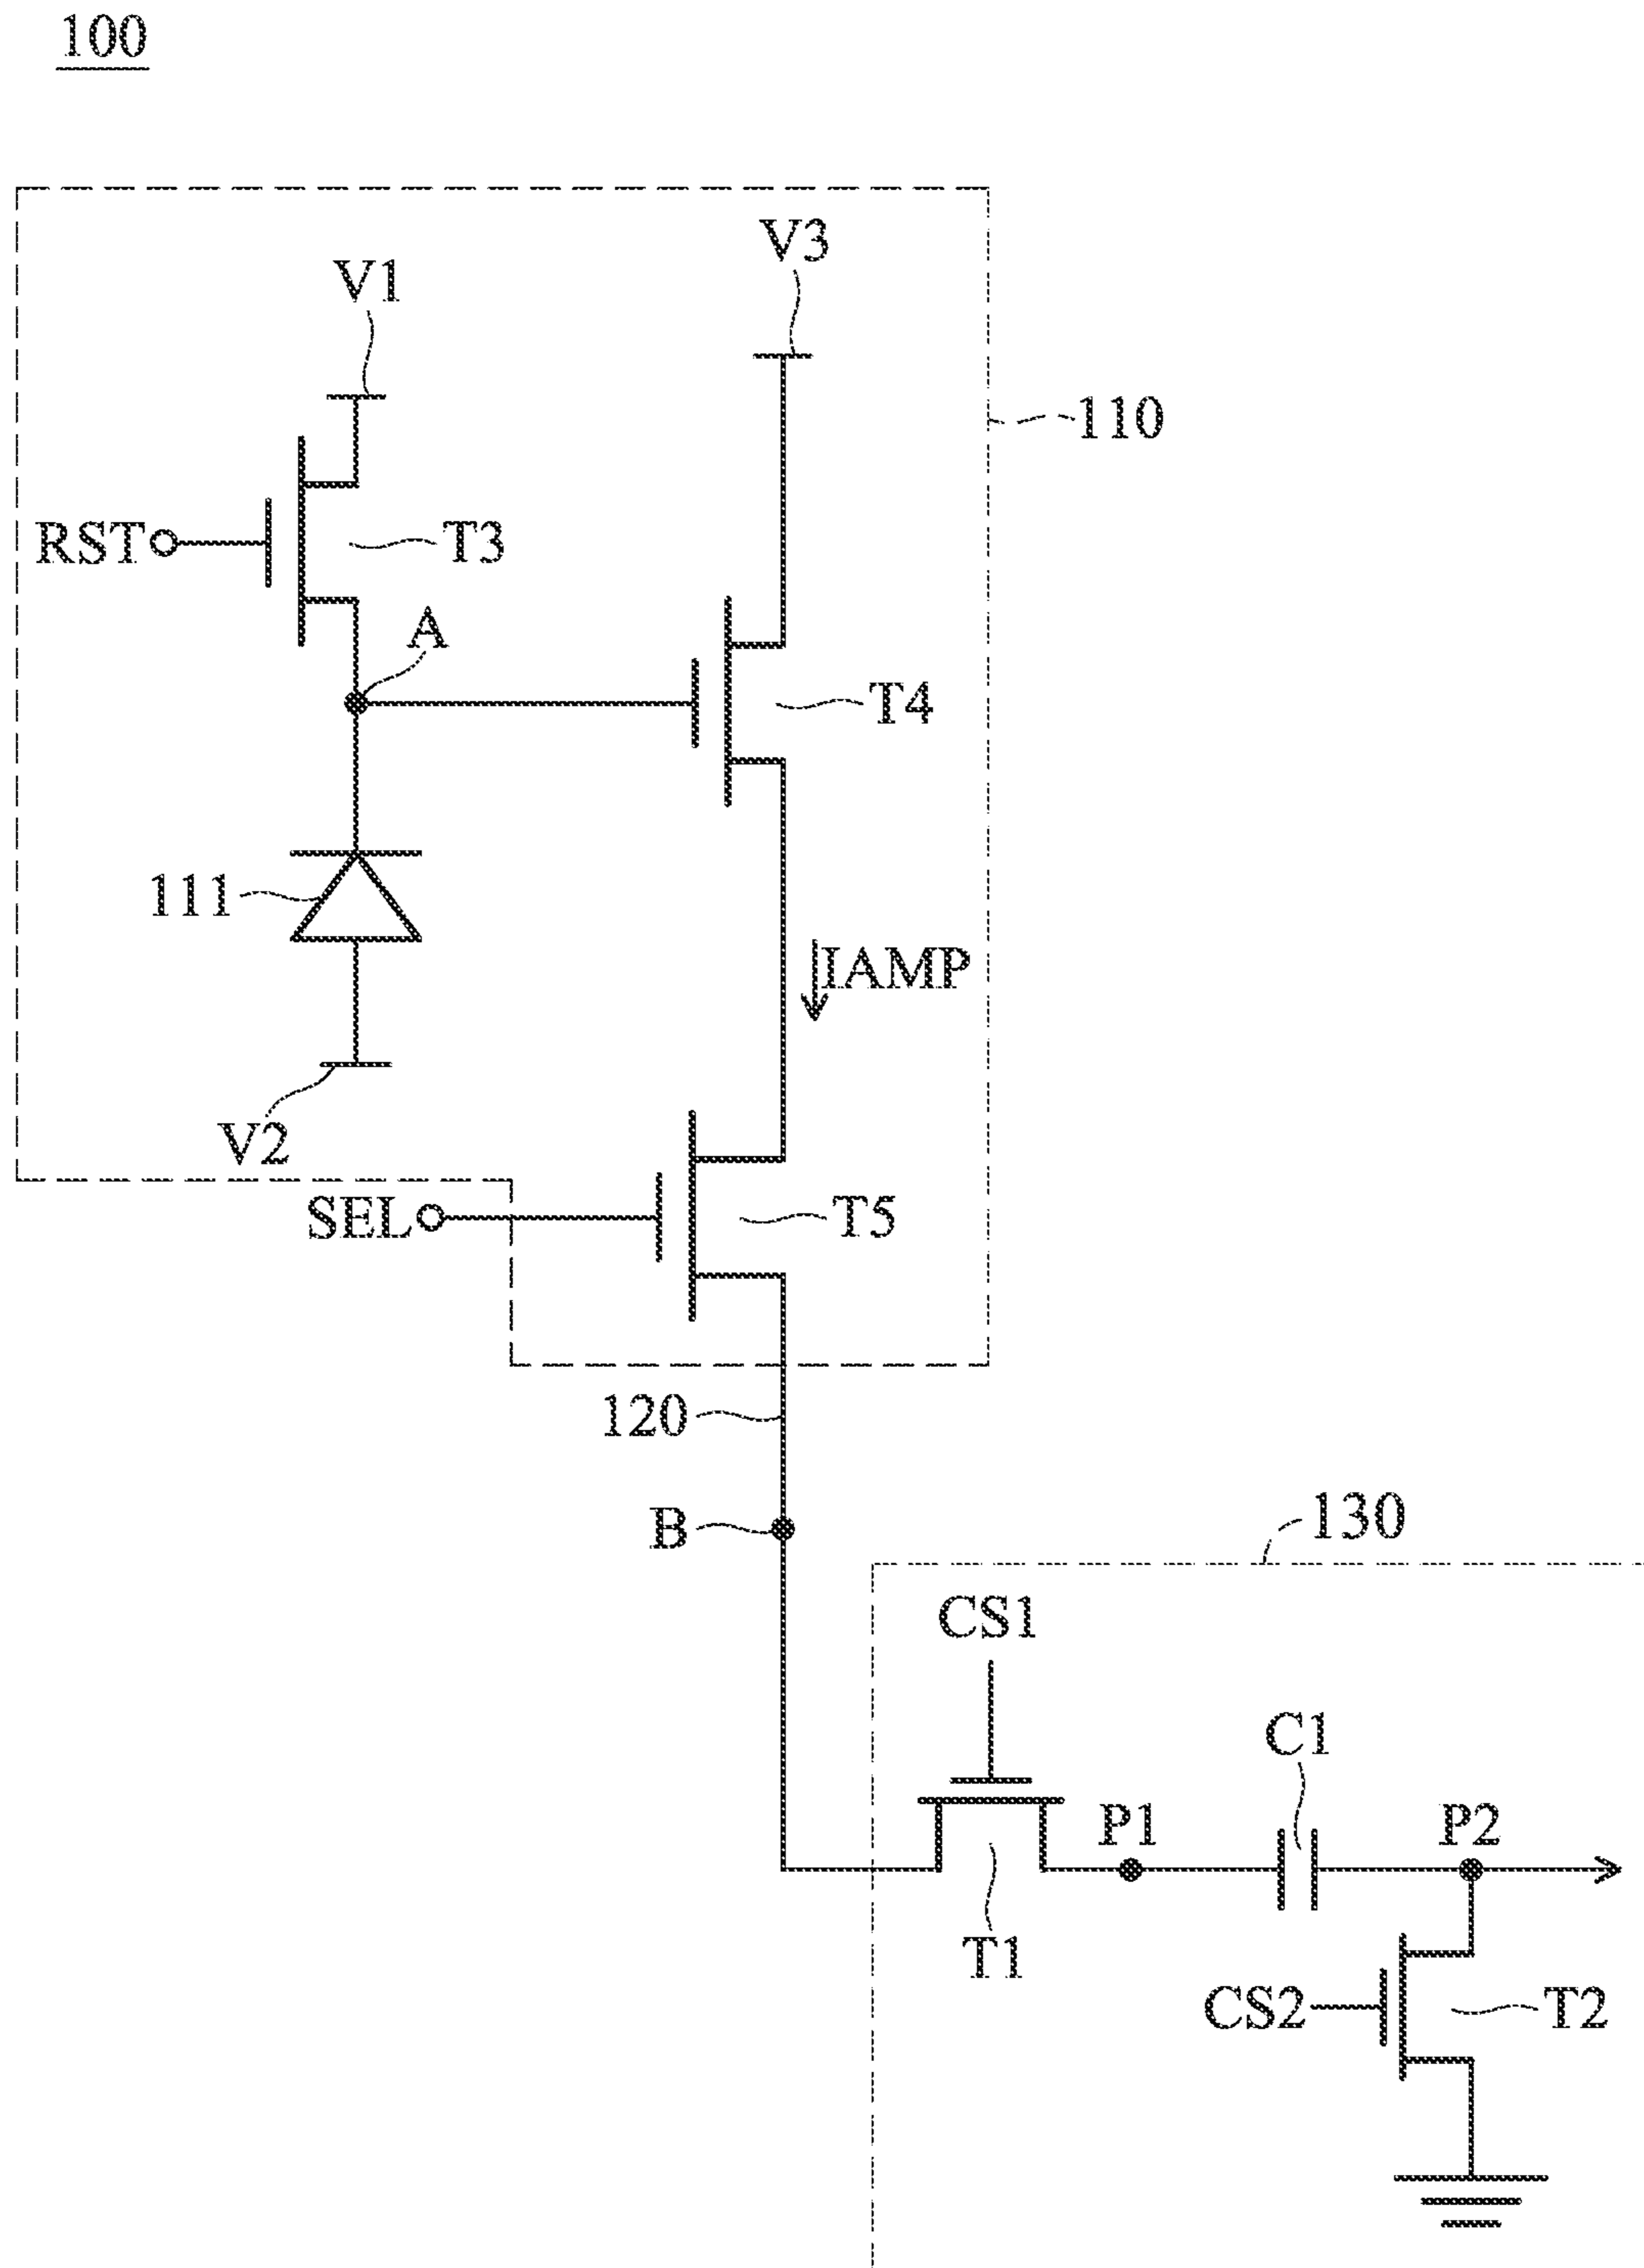 100
V3
V1
110
RST
T3
A
T4
111
IAMP
V2
SEL
T5
120
B
130
CS1
C1
P1
P2
T1
CS2
T2